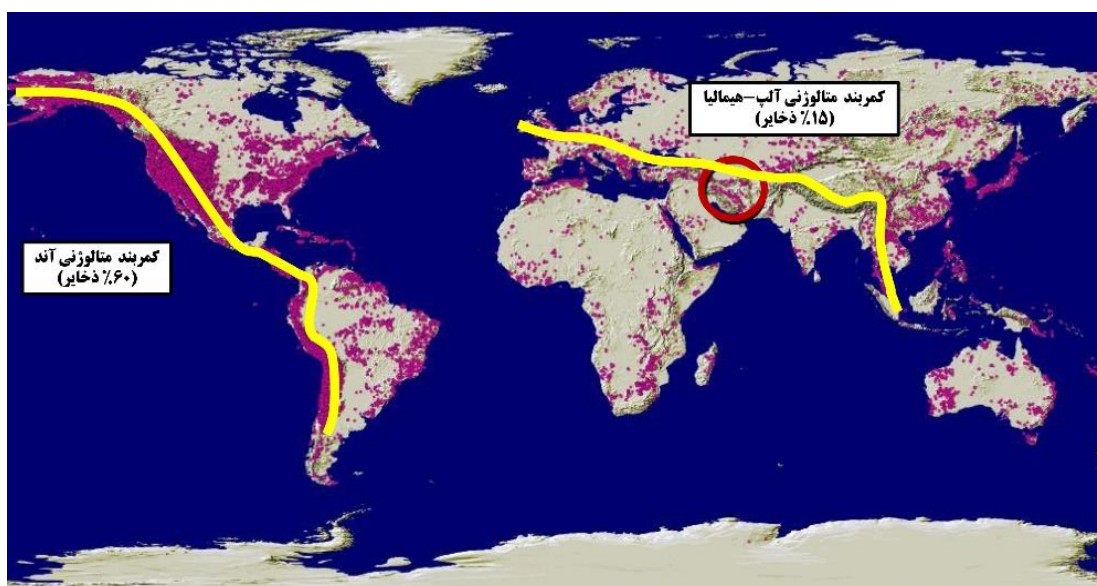 کمربند متالوژنی آلپ-هیمالیا
(۱۵٪ ذخایر)
کمربند متالوژنی آند
(۶۰٪ ذخایر)